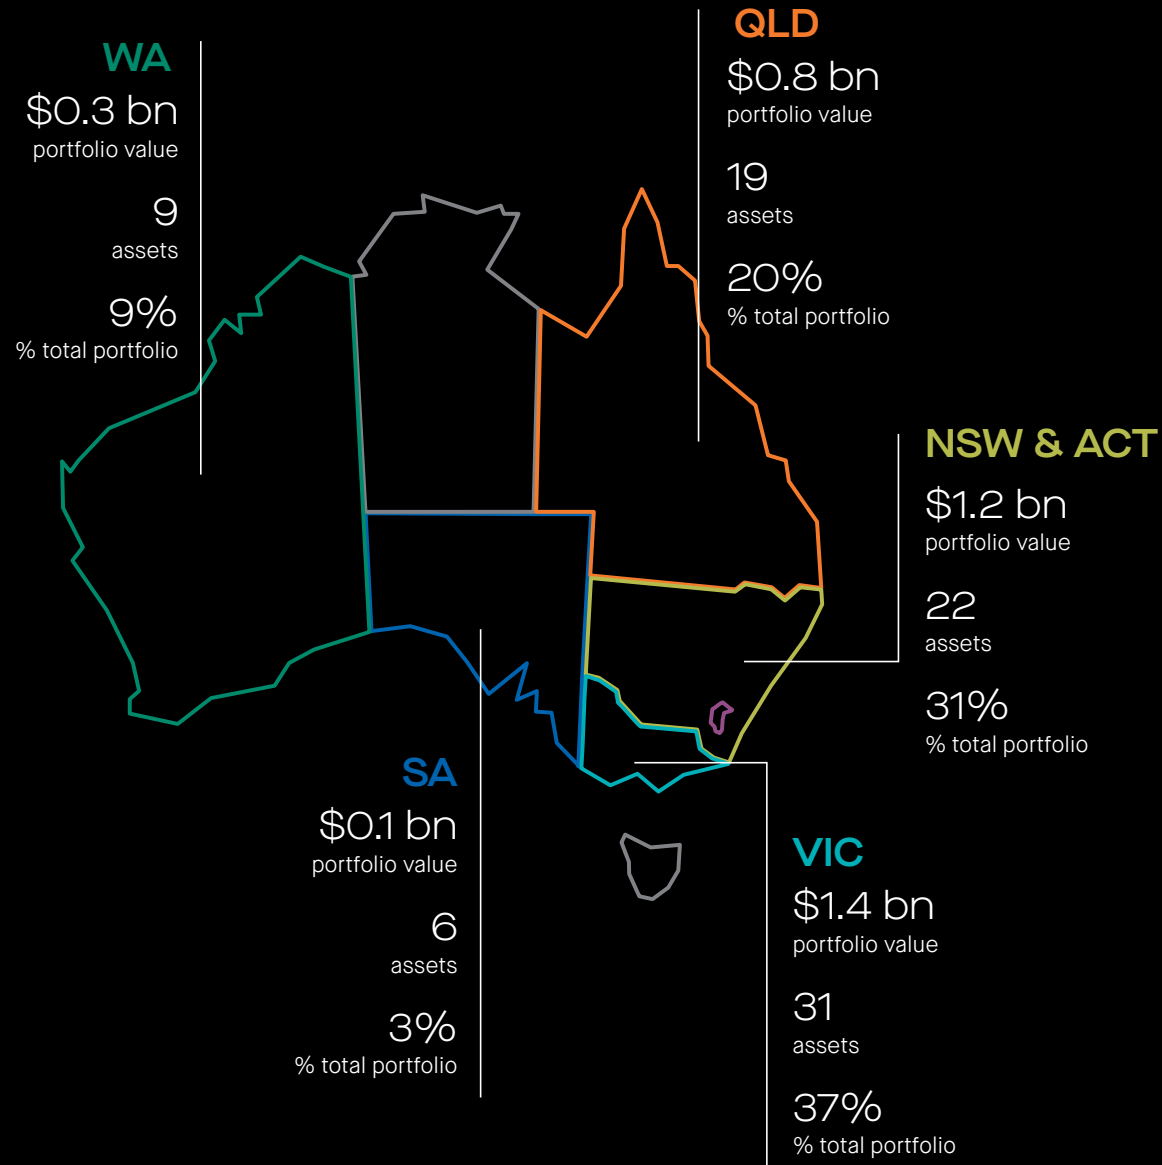 WA
$0.3 bn
portfolio value
9
assets
9%
% total portfolio
QLD
$0.8 bn
portfolio value
19
assets
20%
% total portfolio
NSW & ACT
$1.2 bn
portfolio value
22
assets
31%
% total portfolio
SA
$0.1 bn
portfolio value
6
assets
3%
% total portfolio
VIC
$1.4 bn
portfolio value
31
assets
37%
% total portfolio